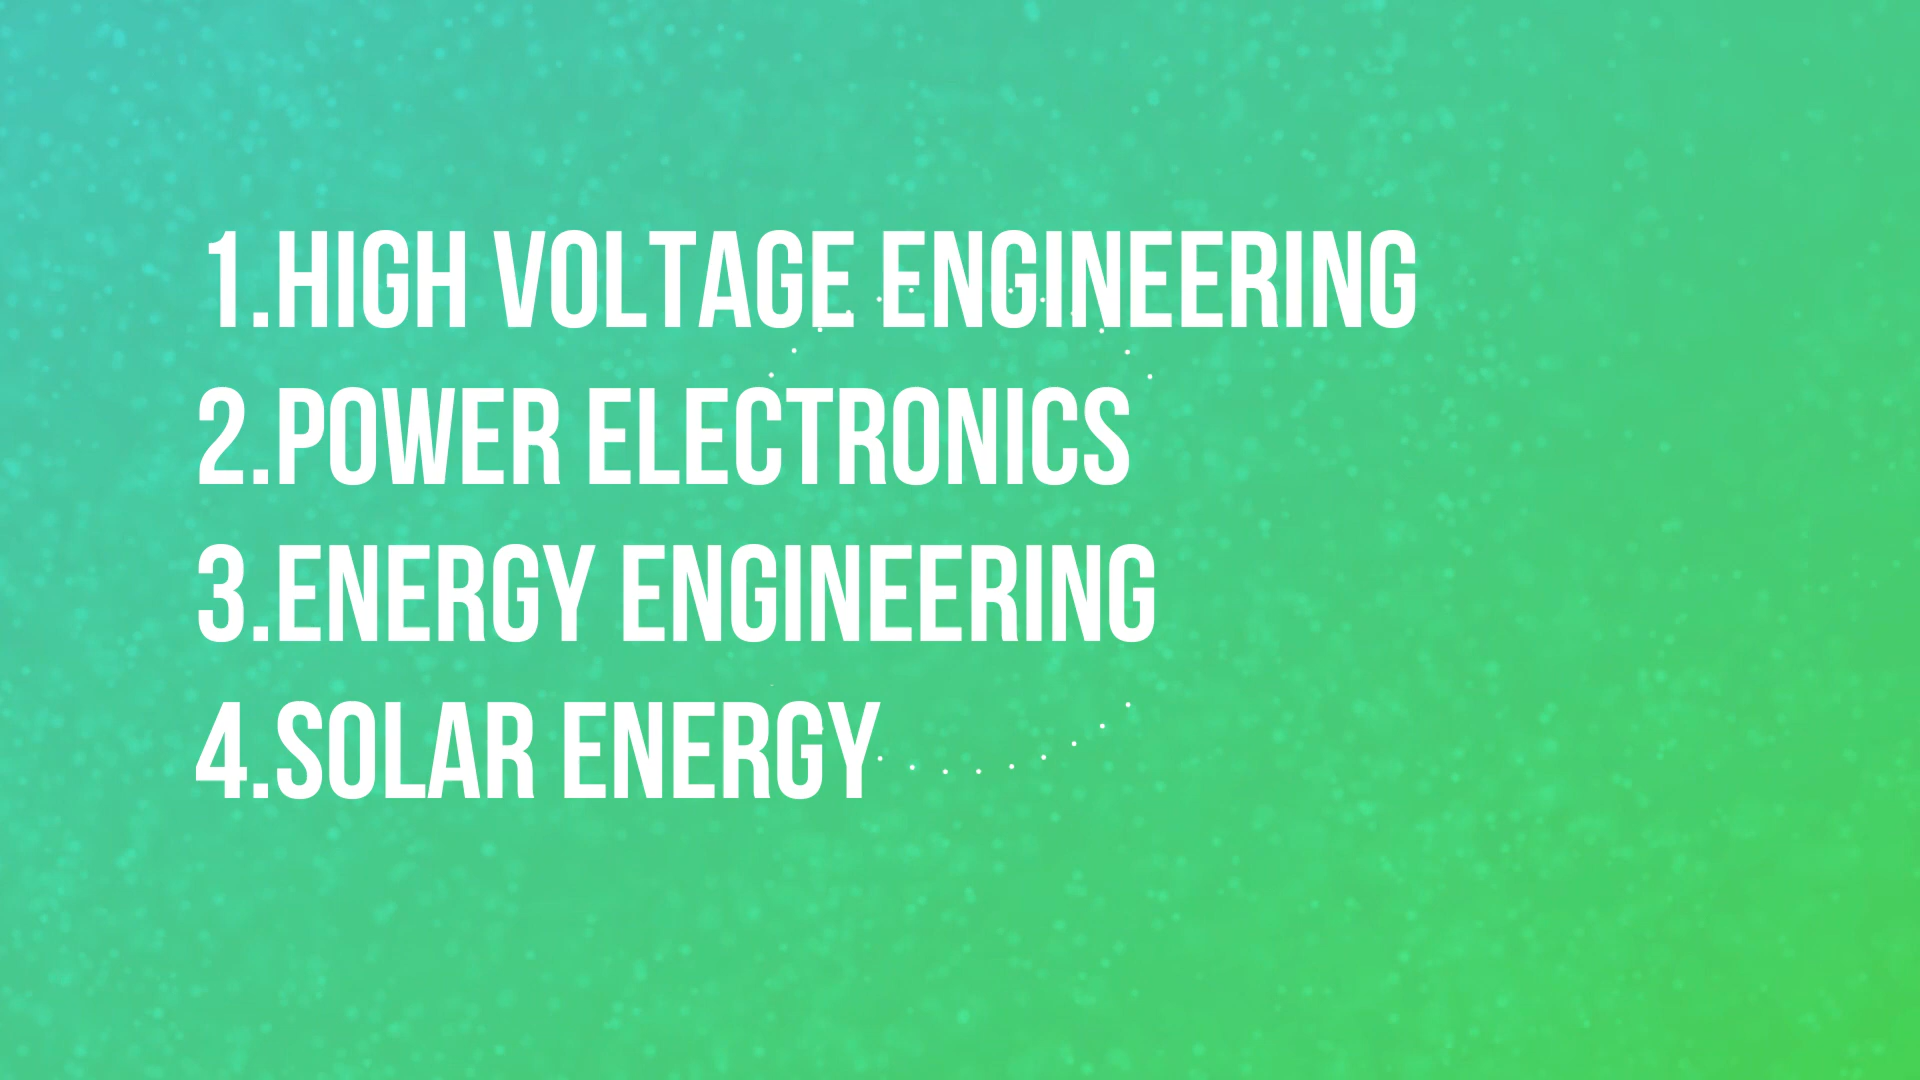 1.HIGH VOLTAGE ENGINEERING
2.POWER ELECTRONICS
3.ENERGY ENGINEERING
4.SOLAR ENERGY